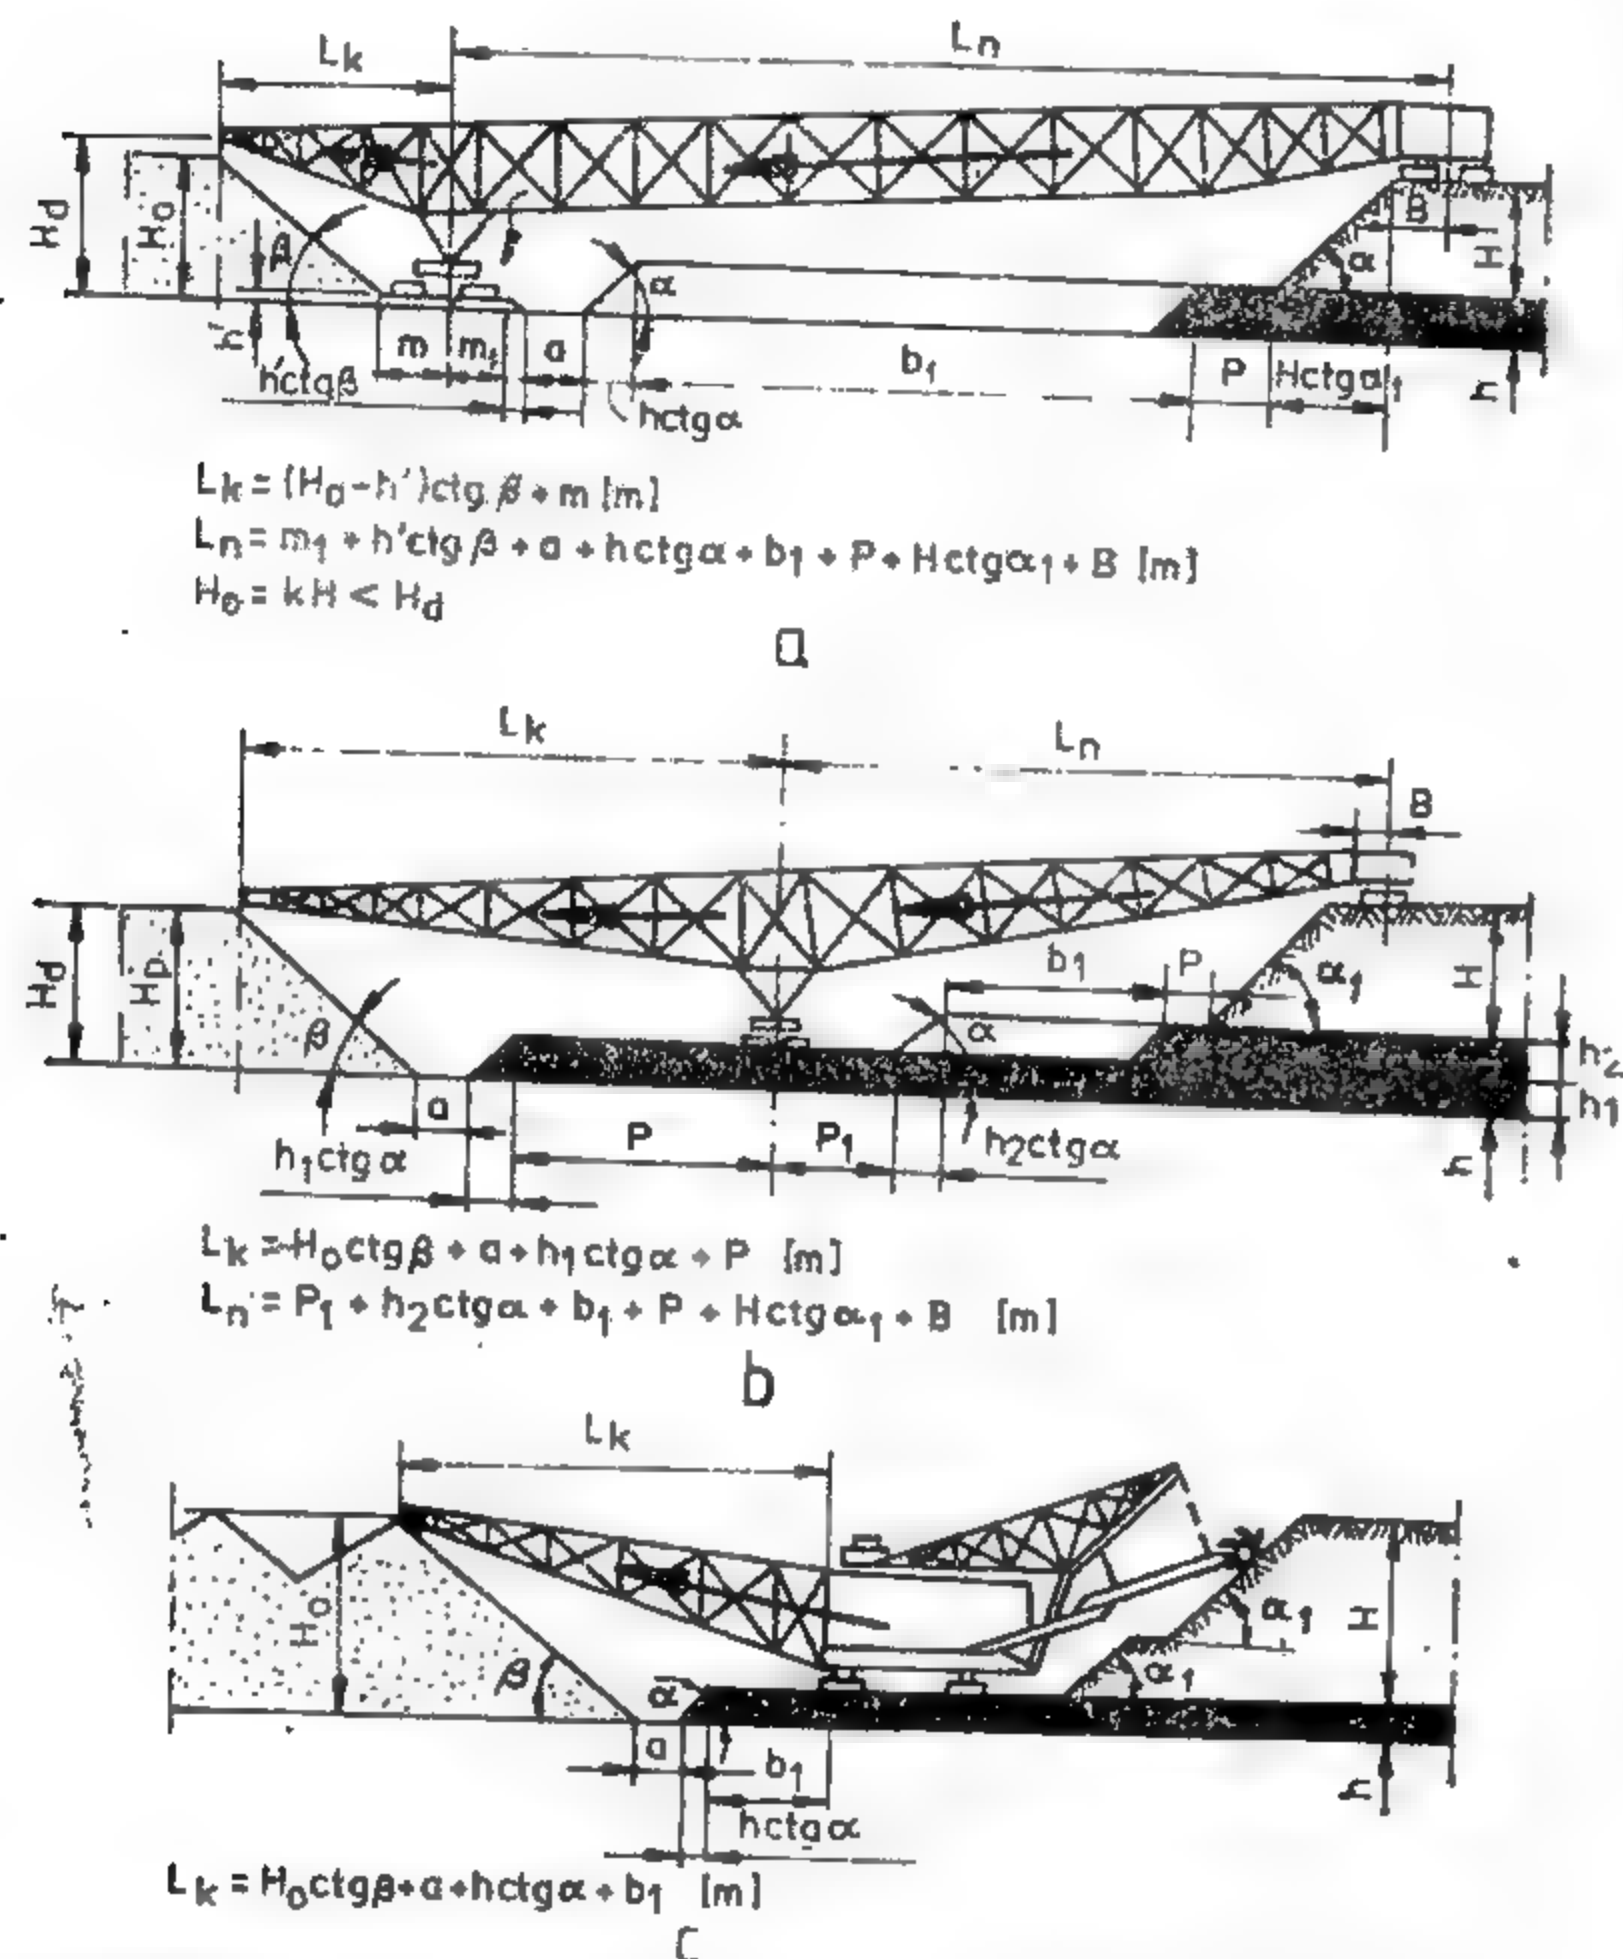 Lk
Ln
Hd
Ho
β
h'
h'ctgβ
m
m1
a
α
hctgα
b1
P
Hctgα1
B
α
H
h
Lk = (Ho-h')ctg β + m [m]
Ln = m1 + h'ctg β + a + hctgα + b1 + P + Hctgα1 + B [m]
Ho = kH < Hd
a
Lk
Ln
B
Hd
β
b1
P
α1
H
α
h2
h1
a
P
P1
h1ctgα
h2ctgα
h
Lk = Hoctgβ + a + h1ctgα + P [m]
Ln = P1 + h2ctgα + b1 + P + Hctgα1 + B [m]
b
Lk
Ho
β
α
α1
α1
H
a
b1
h
hctgα
Lk = Hoctgβ + a + hctgα + b1 [m]
c